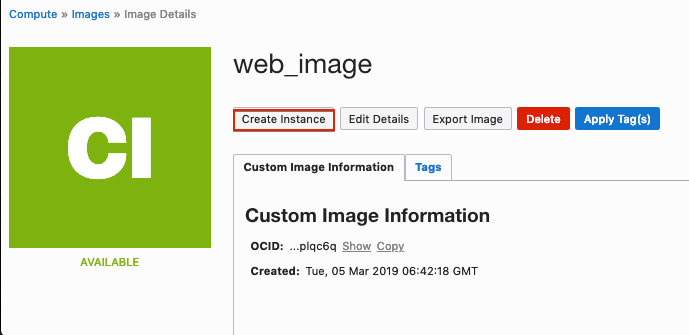 Compute » Images » Image Details
CI
AVAILABLE
web_image
Create Instance Edit Details Export Image Delete Apply Tag(s)
Custom Image Information Tags
Custom Image Information
OCID: ...plqc6q Show Copy
Created: Tue, 05 Mar 2019 06:42:18 GMT